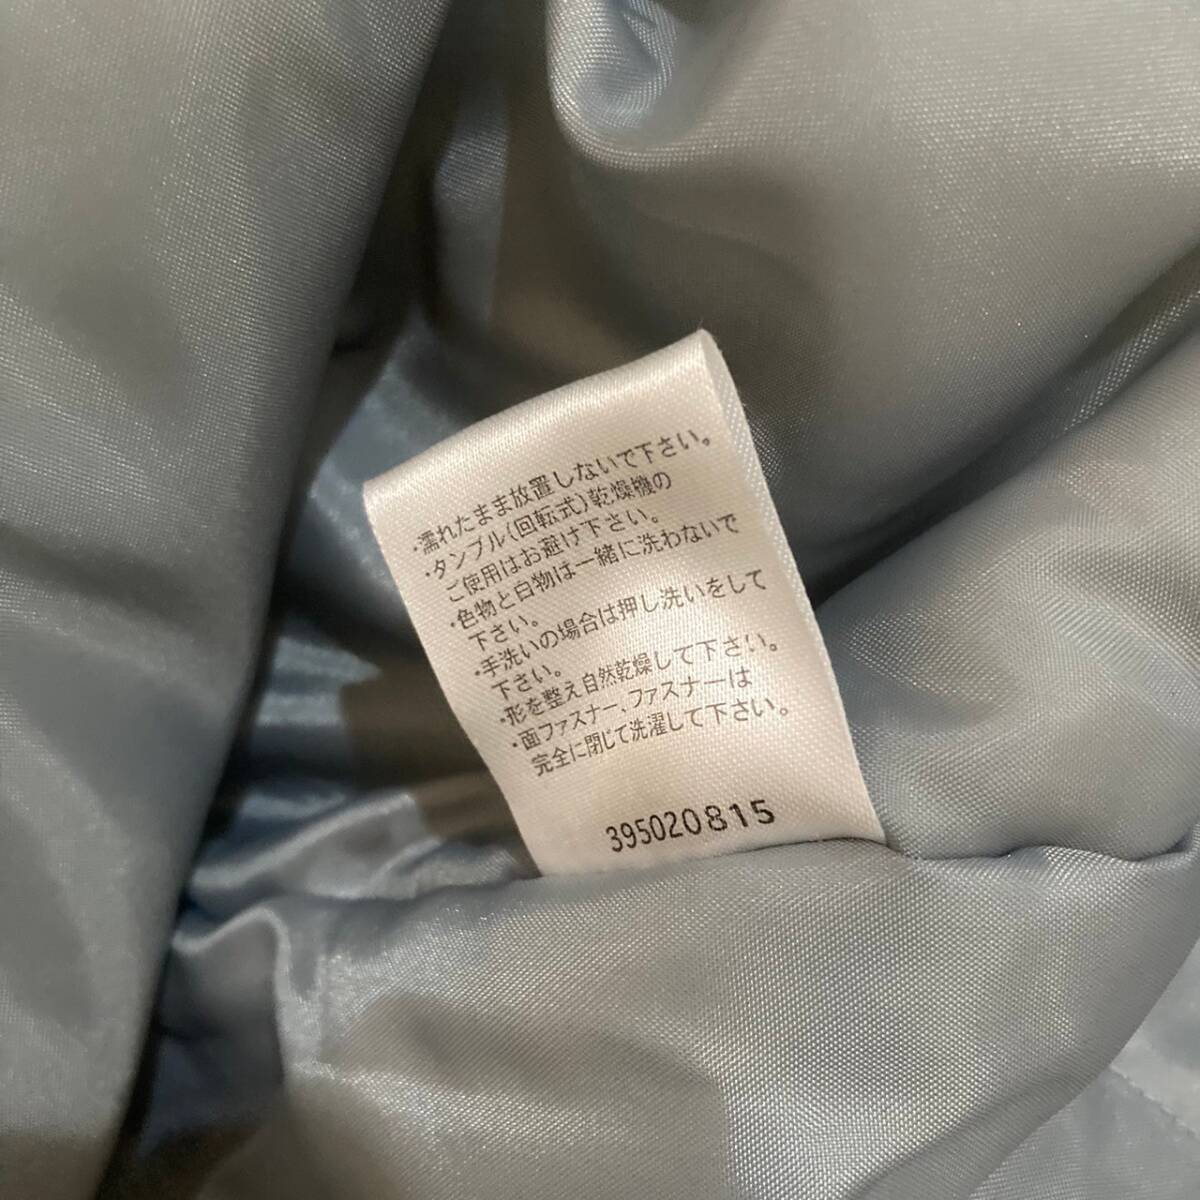 ・濡れたまま放置しないで下さい。
・タンブル(回転式)乾燥機の
ご使用はお避け下さい。
・色物と白物は一緒に洗わないで
下さい。
・手洗いの場合は押し洗いをして
下さい。
・形を整え自然乾燥して下さい。
・面ファスナー、ファスナーは
完全に閉じて洗濯して下さい。
395020815